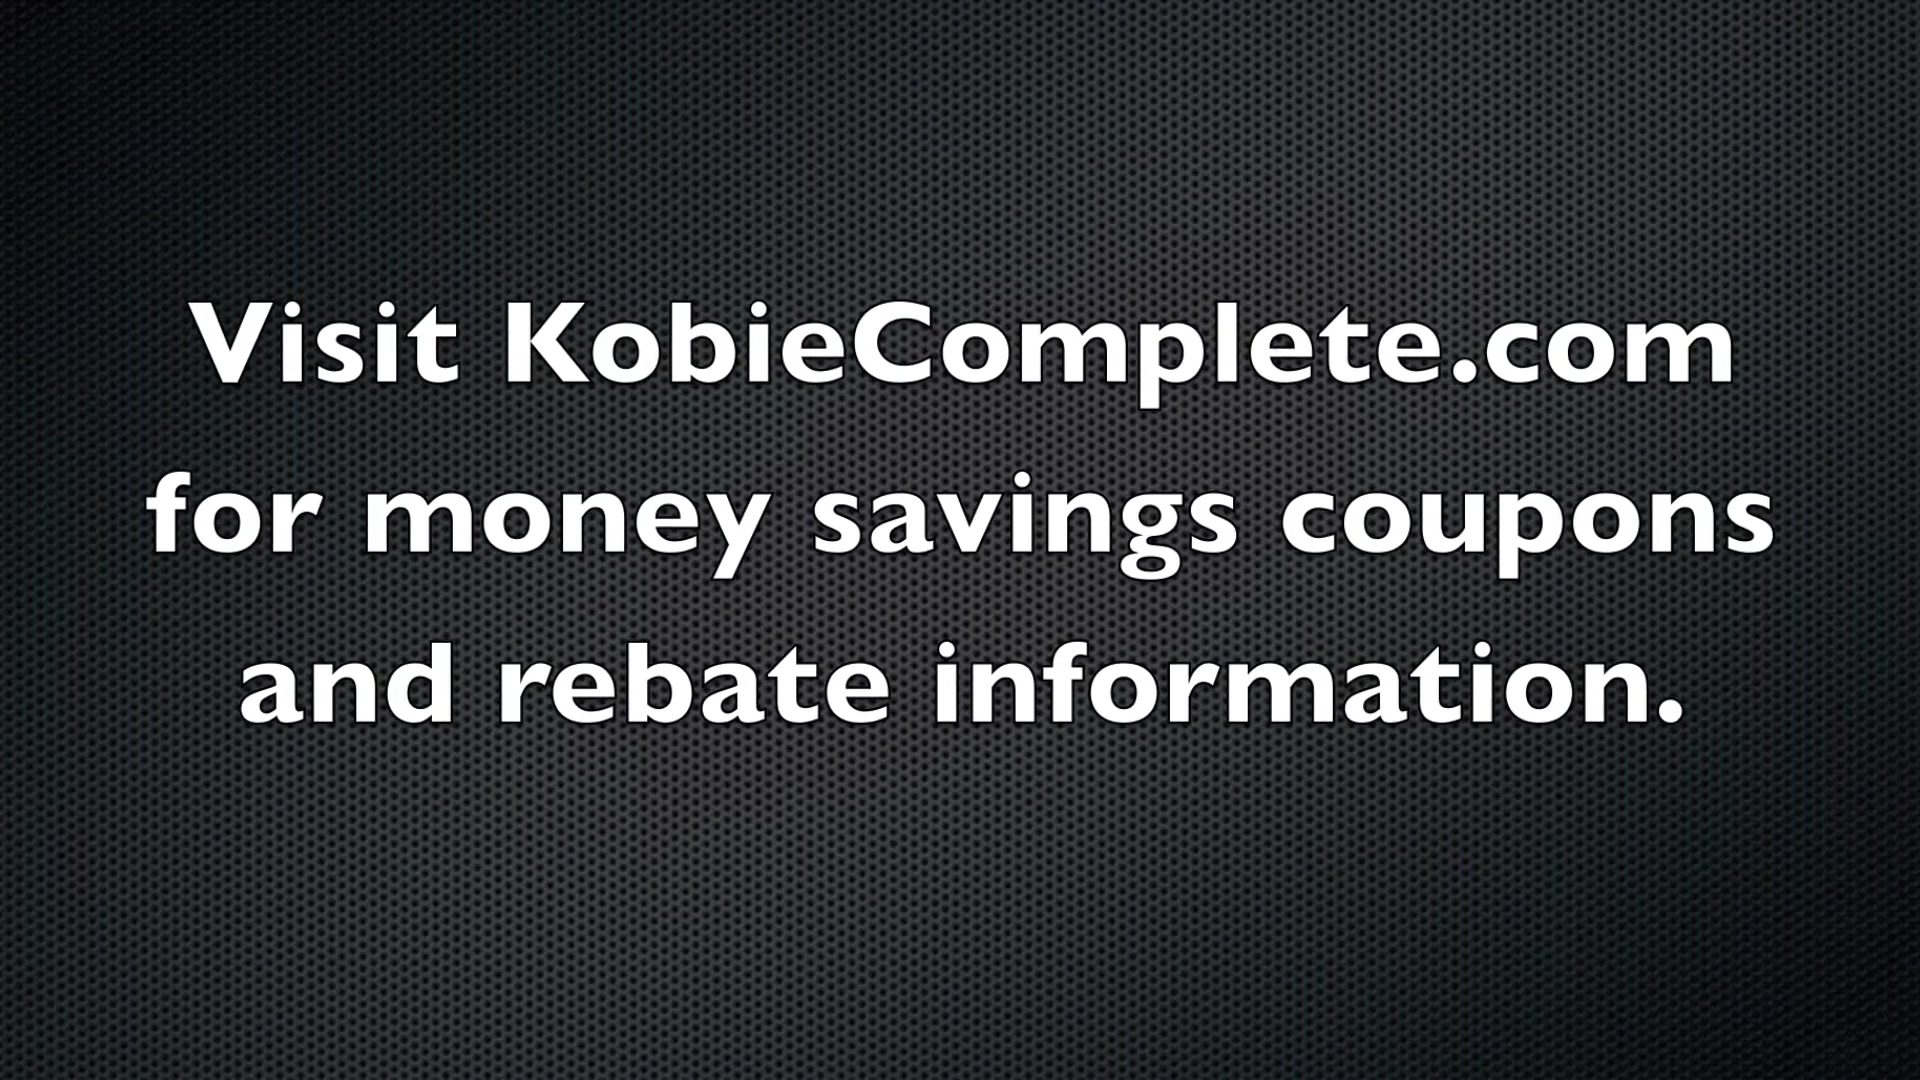 Visit KobieComplete.com
for money savings coupons
and rebate information.